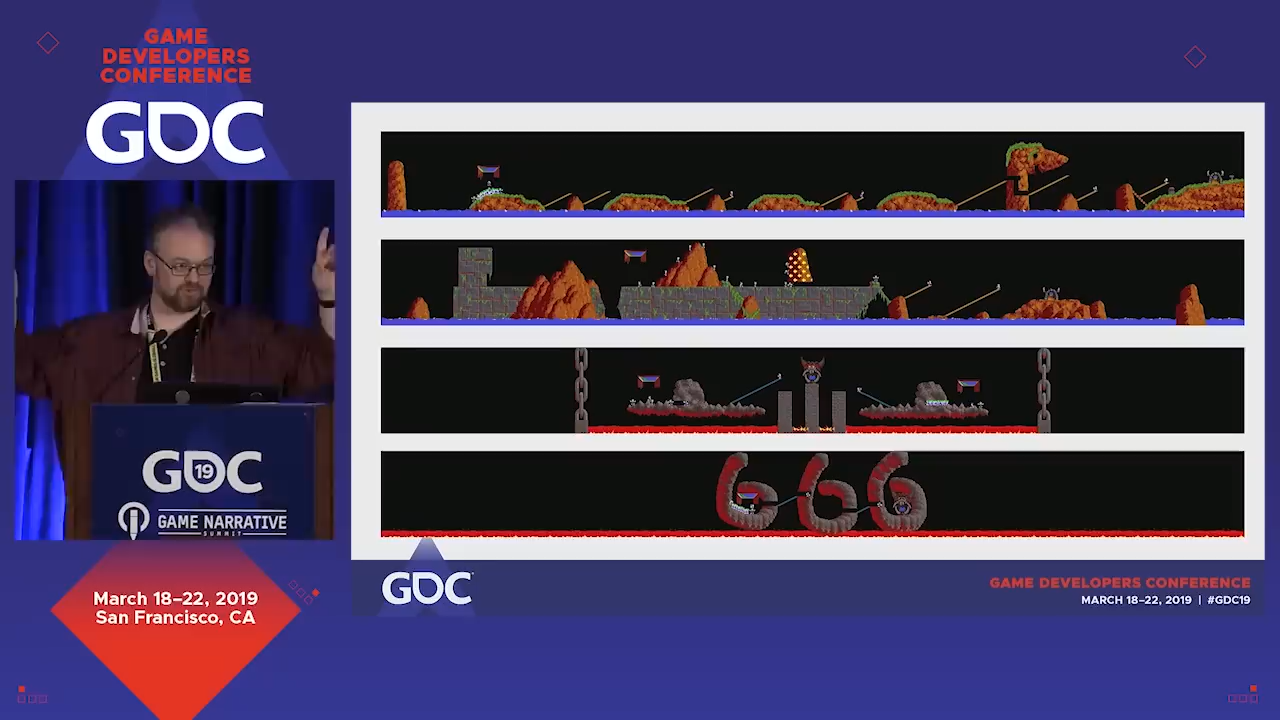 GAME
DEVELOPERS
CONFERENCE
GDC
GDC
19
GAME NARRATIVE
SUMMIT
March 18–22, 2019
San Francisco, CA
666
GDC
GAME DEVELOPERS CONFERENCE
MARCH 18–22, 2019 | #GDC19